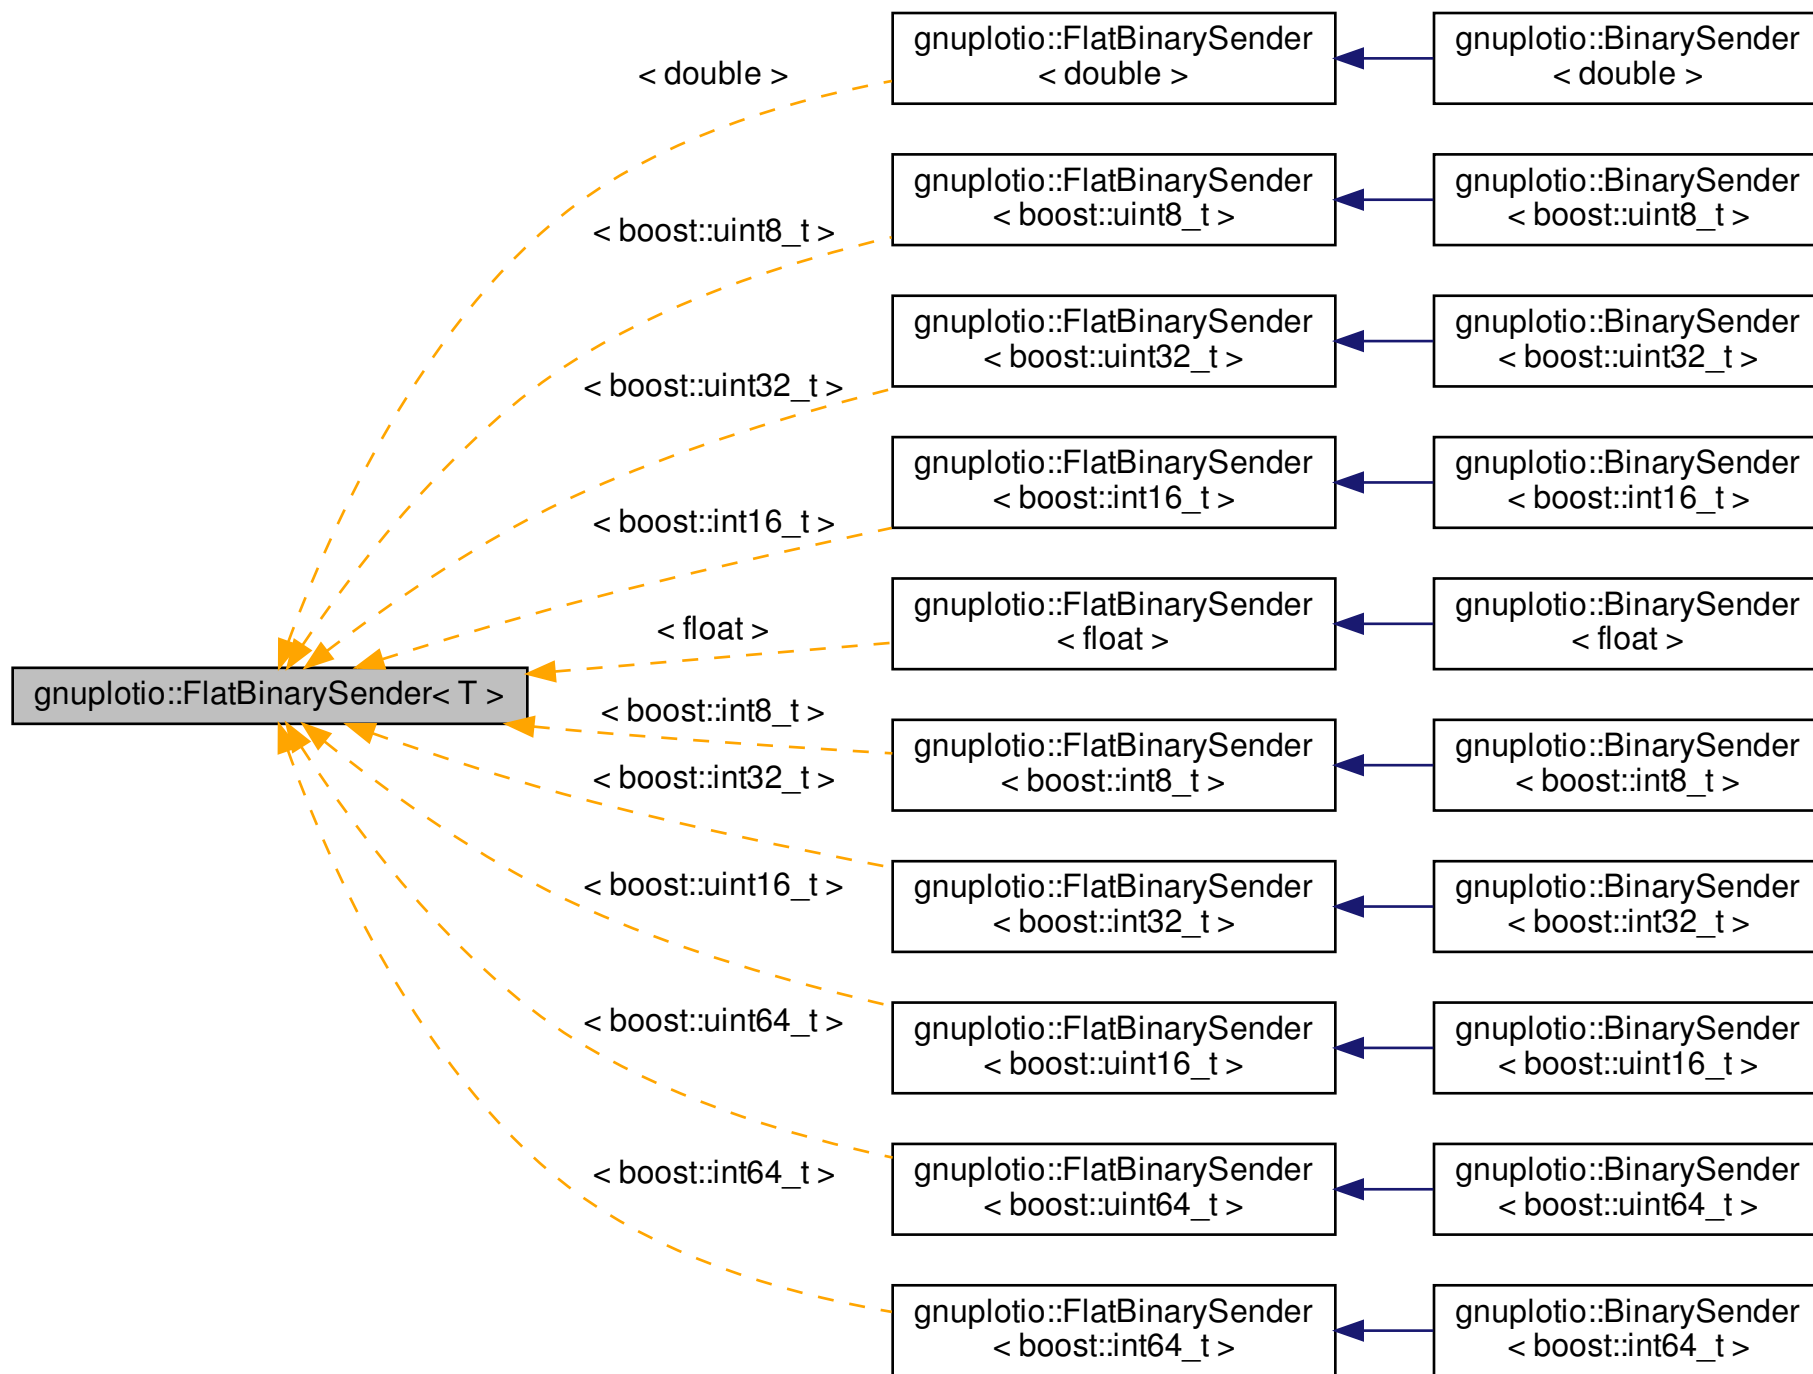 gnuplotio::FlatBinarySender< T >
< double >
gnuplotio::FlatBinarySender
< double >
gnuplotio::BinarySender
< double >
< boost::uint8_t >
gnuplotio::FlatBinarySender
< boost::uint8_t >
gnuplotio::BinarySender
< boost::uint8_t >
< boost::uint32_t >
gnuplotio::FlatBinarySender
< boost::uint32_t >
gnuplotio::BinarySender
< boost::uint32_t >
< boost::int16_t >
gnuplotio::FlatBinarySender
< boost::int16_t >
gnuplotio::BinarySender
< boost::int16_t >
< float >
gnuplotio::FlatBinarySender
< float >
gnuplotio::BinarySender
< float >
< boost::int8_t >
gnuplotio::FlatBinarySender
< boost::int8_t >
gnuplotio::BinarySender
< boost::int8_t >
< boost::int32_t >
gnuplotio::FlatBinarySender
< boost::int32_t >
gnuplotio::BinarySender
< boost::int32_t >
< boost::uint16_t >
gnuplotio::FlatBinarySender
< boost::uint16_t >
gnuplotio::BinarySender
< boost::uint16_t >
< boost::uint64_t >
gnuplotio::FlatBinarySender
< boost::uint64_t >
gnuplotio::BinarySender
< boost::uint64_t >
< boost::int64_t >
gnuplotio::FlatBinarySender
< boost::int64_t >
gnuplotio::BinarySender
< boost::int64_t >